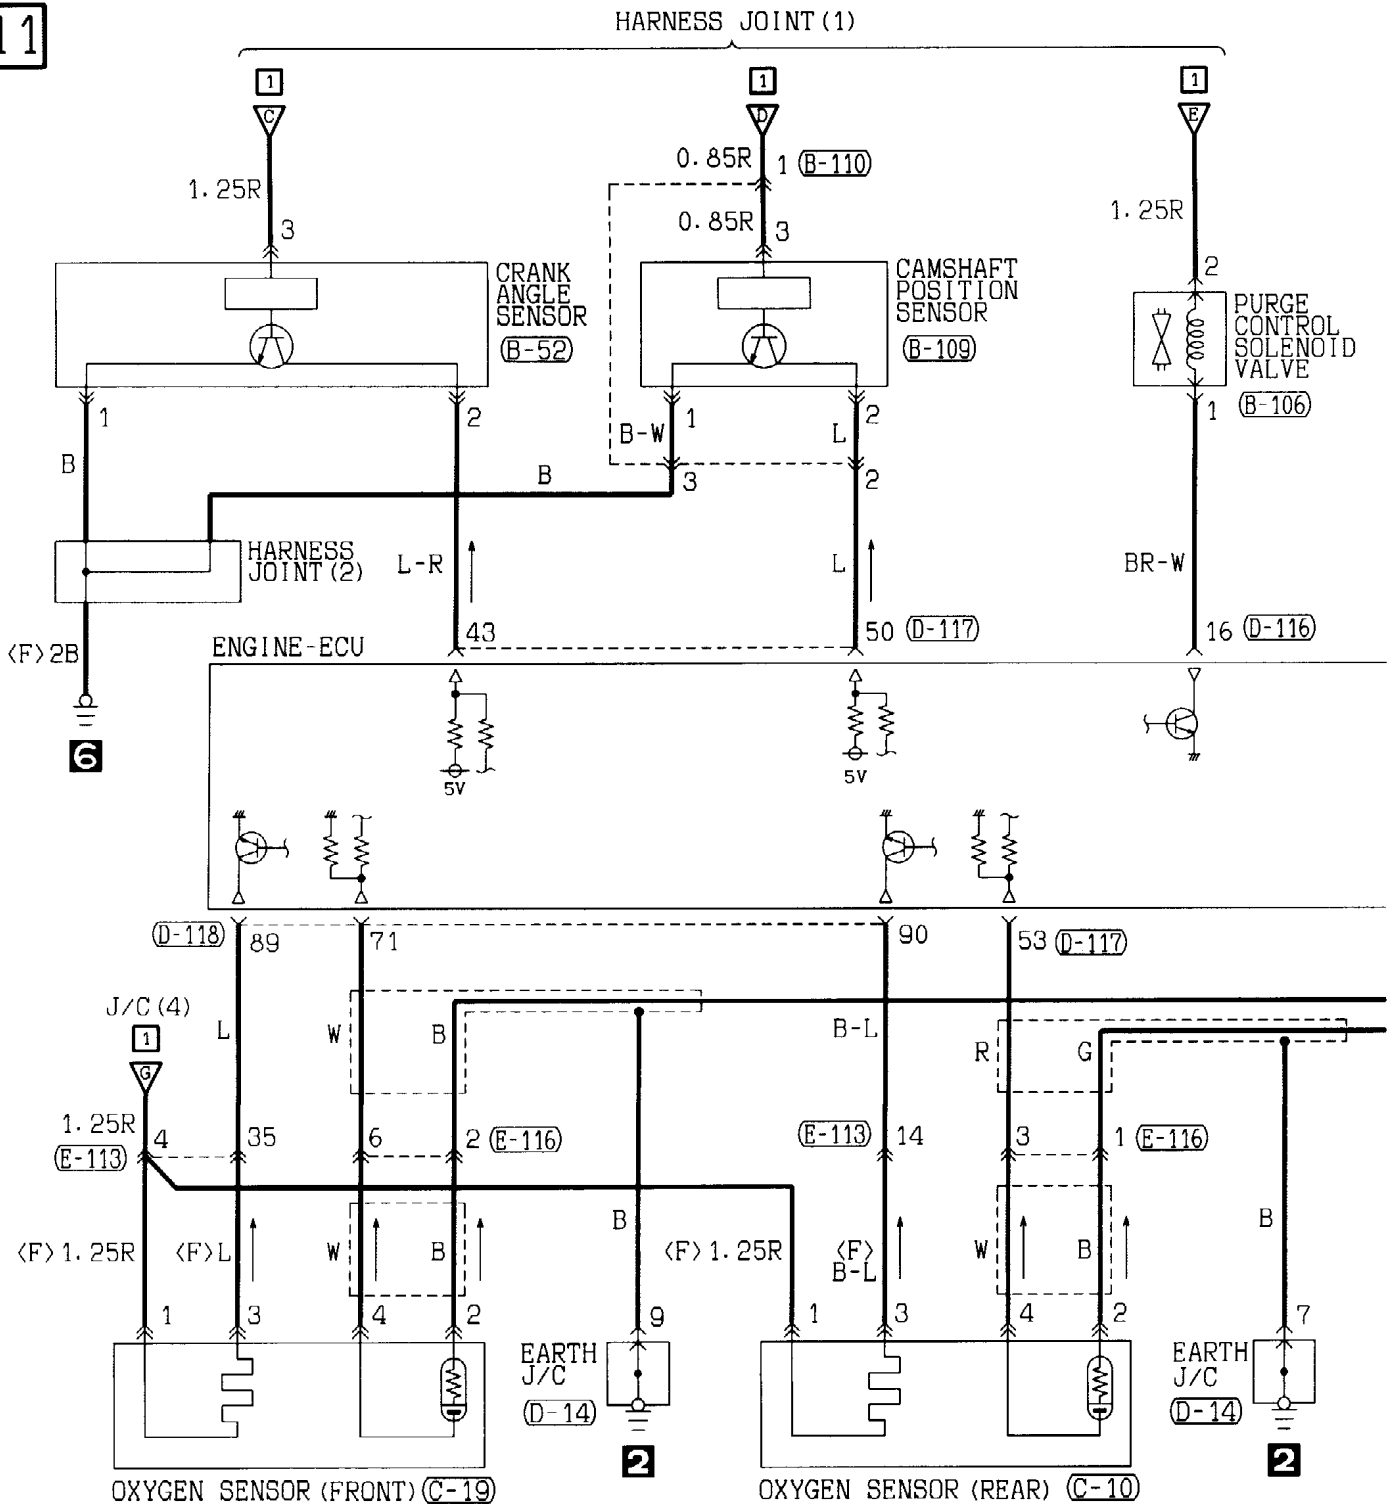 11
HARNESS JOINT(1)
1
1
1
C
D
E
0.85R
1
(B-110)
1.25R
0.85R
1.25R
3
3
2
CRANK
ANGLE
SENSOR
(B-52)
CAMSHAFT
POSITION
SENSOR
(B-109)
PURGE
CONTROL
SOLENOID
VALVE
(B-106)
1
2
1
2
1
B-W
L
B
B
3
2
HARNESS
JOINT(2)
L-R
L
BR-W
43
50
(D-117)
16
(D-116)
<F>2B
ENGINE-ECU
6
5V
5V
(D-118)
89
71
90
53
(D-117)
J/C(4)
1
G
L
W
B
B-L
R
G
1.25R
4
(E-113)
35
6
2
(E-116)
(E-113)
14
3
1
(E-116)
<F>1.25R
<F>L
W
B
B
<F>1.25R
<F>
B-L
W
B
B
1
3
4
2
9
1
3
4
2
7
EARTH
J/C
(D-14)
EARTH
J/C
(D-14)
2
2
OXYGEN SENSOR(FRONT)(C-19)
OXYGEN SENSOR(REAR)(C-10)